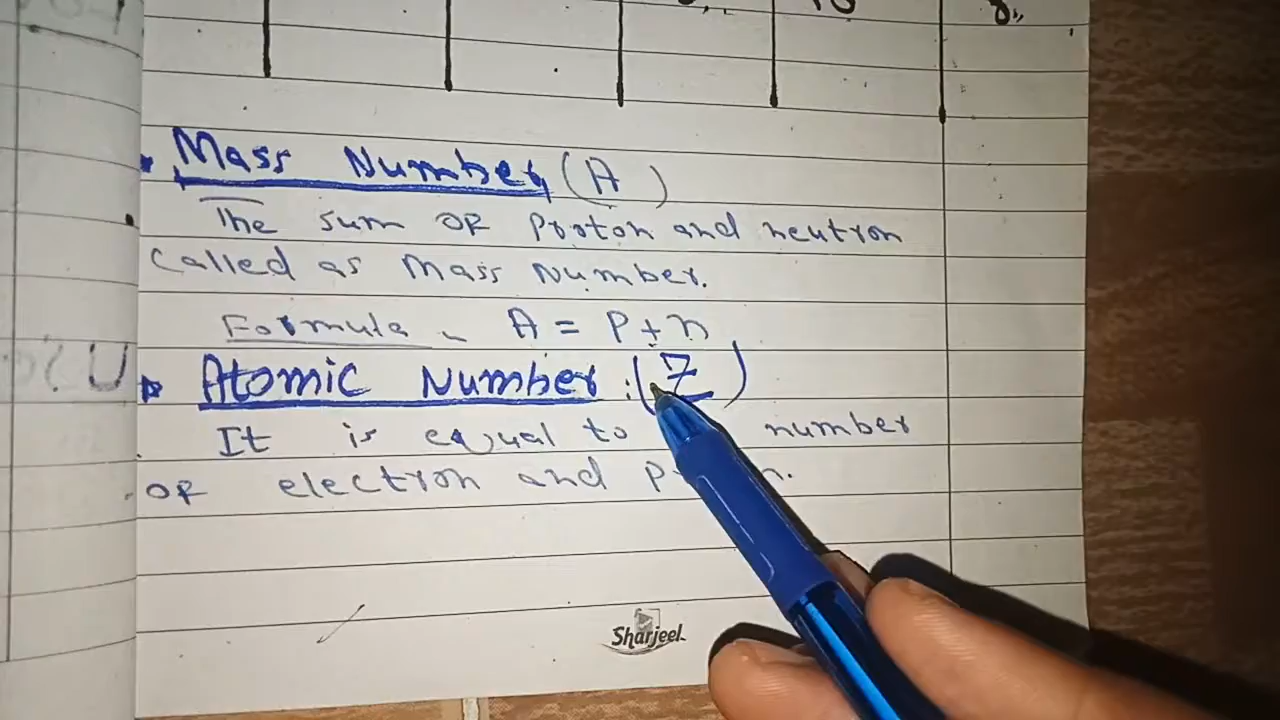 Mass Number (A)
The sum OF Proton and neutron
called as Mass Number.
Formula A = P + n
Atomic Number : (Z)
It is equal to number
OF electron and
Sharjeel